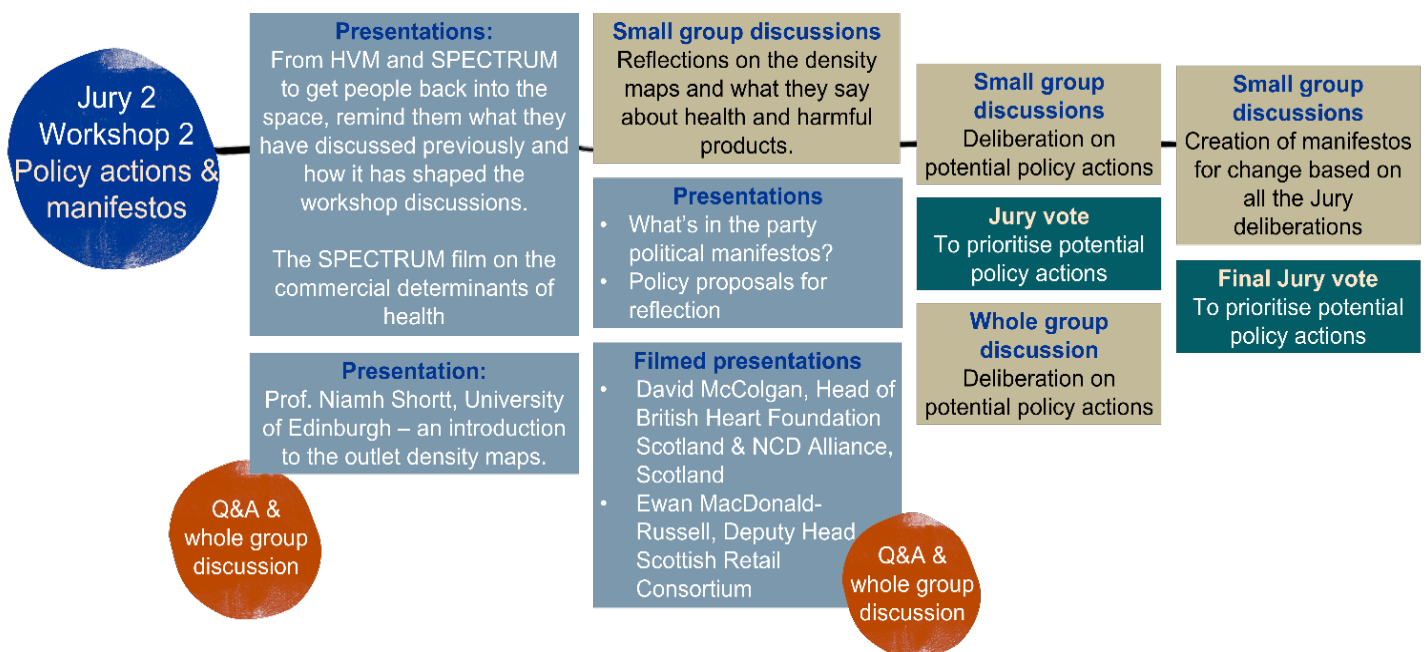 Jury 2
Workshop 2
Policy actions &
manifestos
Presentations:
From HVM and SPECTRUM
to get people back into the
space, remind them what they
have discussed previously and
how it has shaped the
workshop discussions.
The SPECTRUM film on the
commercial determinants of
health
Presentation:
Prof. Niamh Shortt, University
of Edinburgh – an introduction
to the outlet density maps.
Q&A &
whole group
discussion
Small group discussions
Reflections on the density
maps and what they say
about health and harmful
products.
Presentations
• What’s in the party
political manifestos?
• Policy proposals for
reflection
Filmed presentations
• David McColgan, Head of
British Heart Foundation
Scotland & NCD Alliance,
Scotland
• Ewan MacDonald-
Russell, Deputy Head
Scottish Retail
Consortium
Q&A &
whole group
discussion
Small group
discussions
Deliberation on
potential policy actions
Jury vote
To prioritise potential
policy actions
Whole group
discussion
Deliberation on
potential policy actions
Small group
discussions
Creation of manifestos
for change based on
all the Jury
deliberations
Final Jury vote
To prioritise potential
policy actions